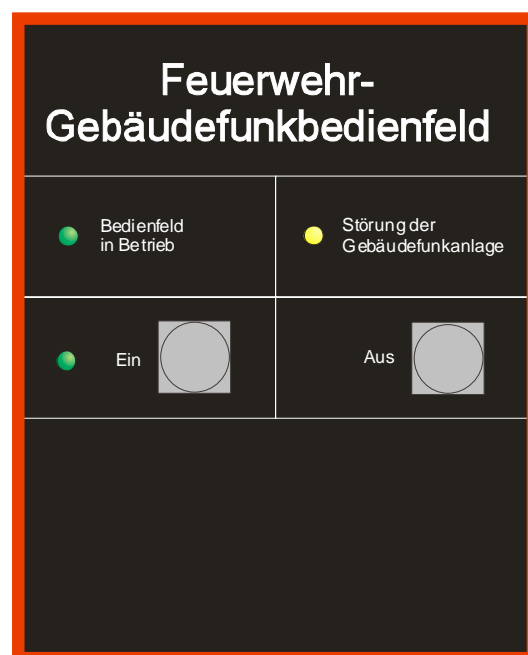 Feuerwehr-
Gebäudefunkbedienfeld
Bedienfeld
in Betrieb
Störung der
Gebäudefunkanlage
Ein
Aus